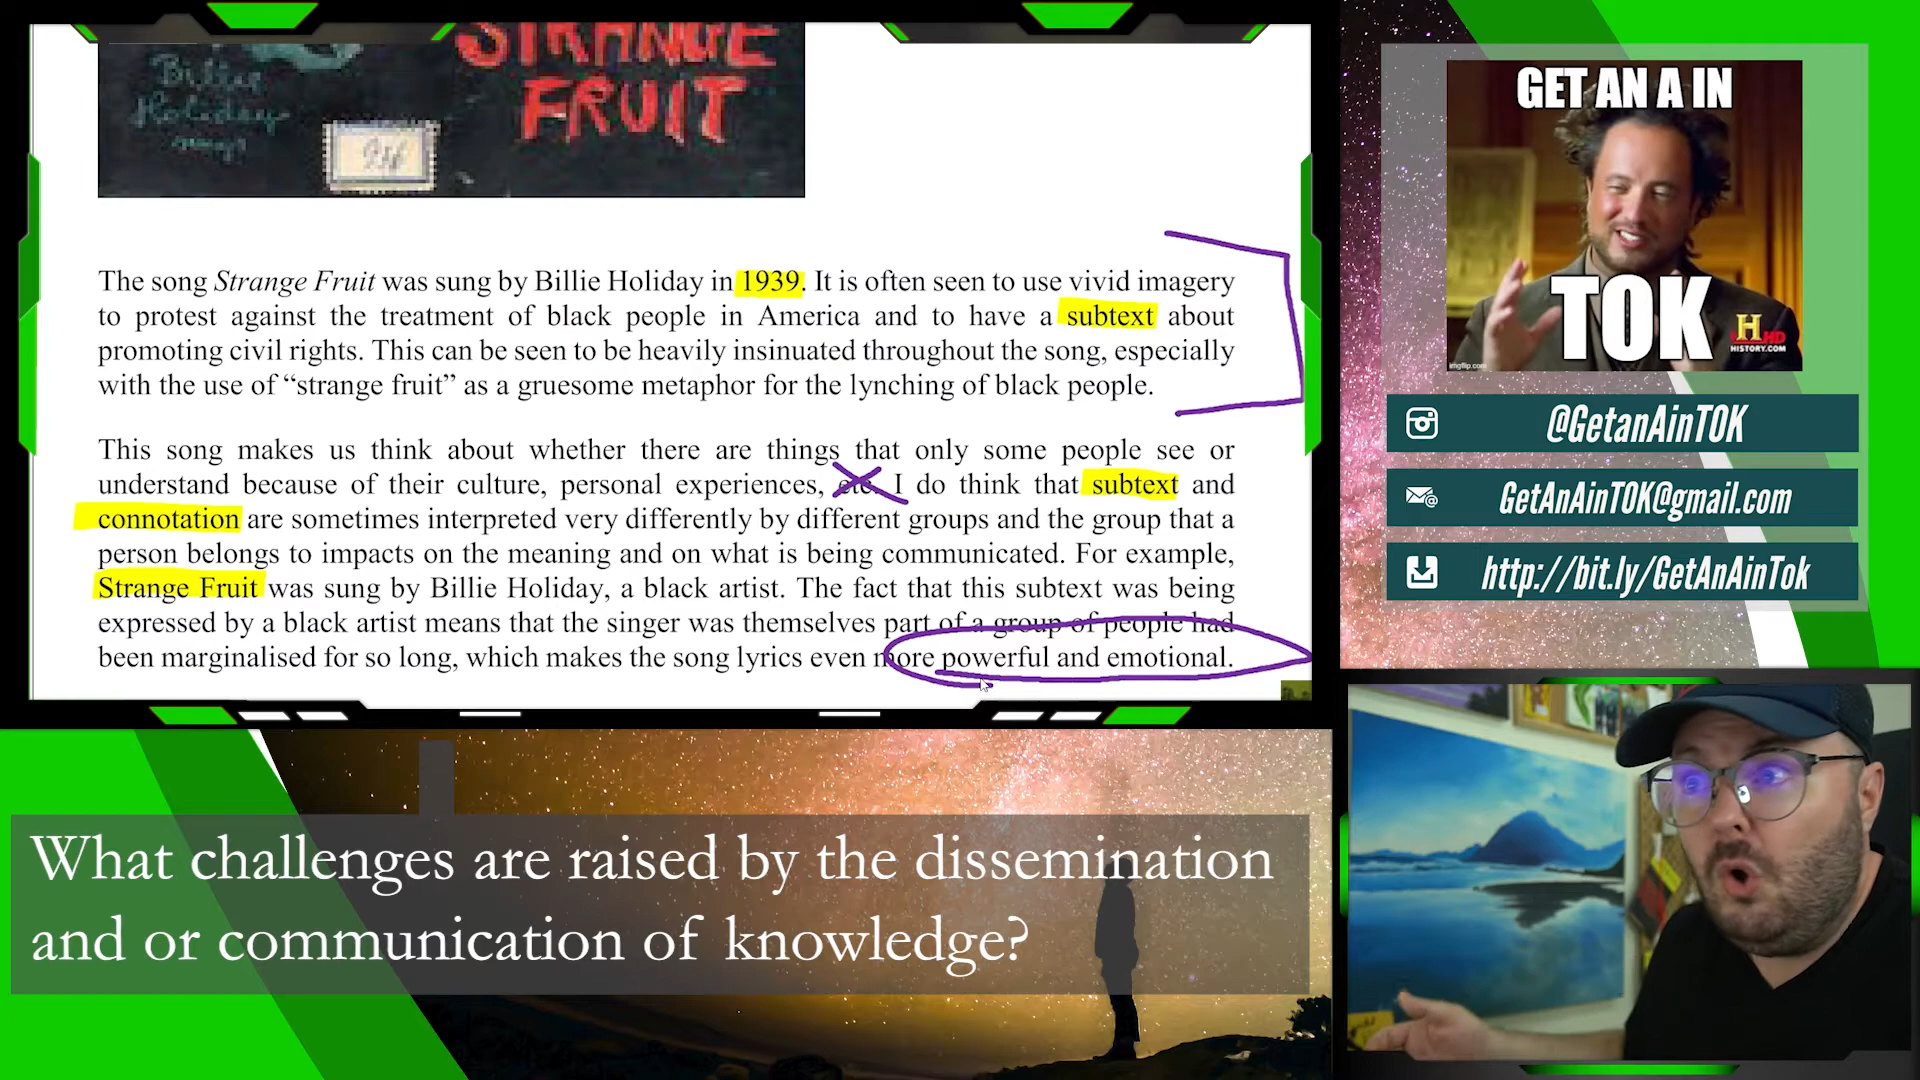 STRANGE
FRUIT
Billie
Holiday
The song Strange Fruit was sung by Billie Holiday in 1939. It is often seen to use vivid imagery
to protest against the treatment of black people in America and to have a subtext about
promoting civil rights. This can be seen to be heavily insinuated throughout the song, especially
with the use of “strange fruit” as a gruesome metaphor for the lynching of black people.
This song makes us think about whether there are things that only some people see or
understand because of their culture, personal experiences, etc. I do think that subtext and
connotation are sometimes interpreted very differently by different groups and the group that a
person belongs to impacts on the meaning and on what is being communicated. For example,
Strange Fruit was sung by Billie Holiday, a black artist. The fact that this subtext was being
expressed by a black artist means that the singer was themselves part of a group of people had
been marginalised for so long, which makes the song lyrics even more powerful and emotional.
What challenges are raised by the dissemination
and or communication of knowledge?
GET AN A IN
TOK
H HD
HISTORY.COM
imgflip.com
@GetanAinTOK
GetAnAinTOK@gmail.com
http://bit.ly/GetAnAinTok